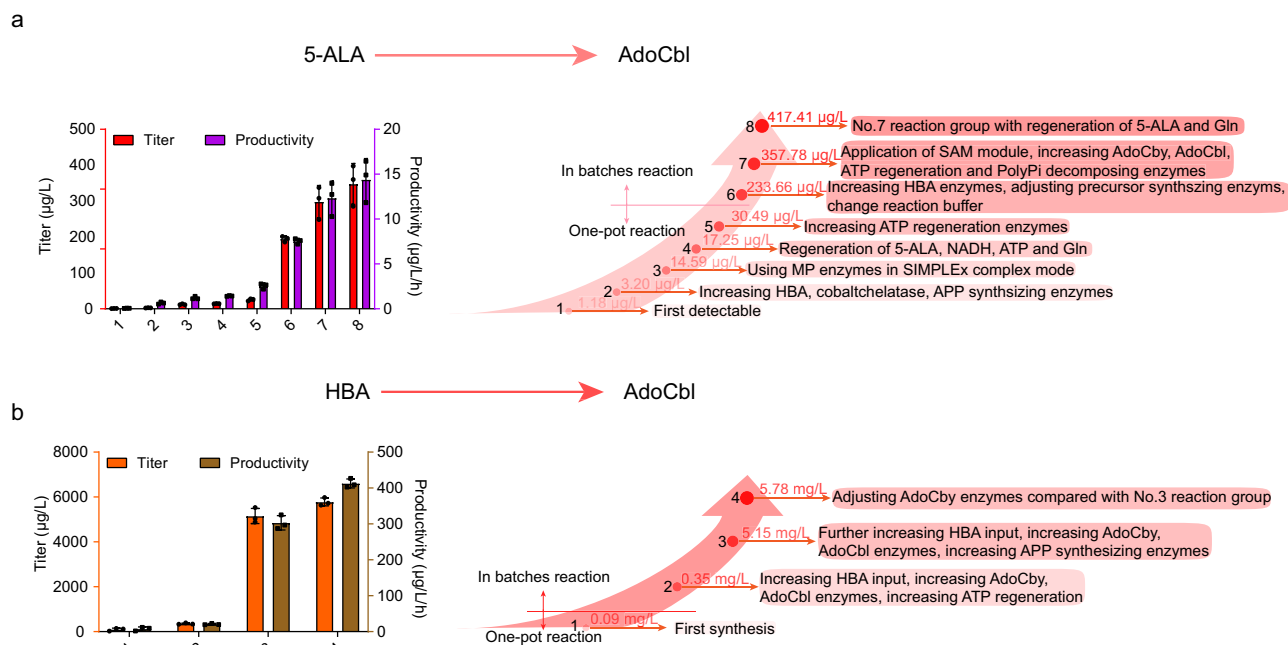 a
5-ALA
AdoCbl
Titer
Productivity
Titer (µg/L)
500
400
300
200
100
0
Productivity (µg/L/h)
20
15
10
5
0
1 2 3 4 5 6 7 8
In batches reaction
One-pot reaction
8 417.41 µg/L No.7 reaction group with regeneration of 5-ALA and Gln
7 357.78 µg/L Application of SAM module, increasing AdoCby, AdoCbl,
ATP regeneration and PolyPi decomposing enzymes
6 233.66 µg/L Increasing HBA enzymes, adjusting precursor synthszing enzyms,
change reaction buffer
5 30.49 µg/L Increasing ATP regeneration enzymes
4 17.25 µg/L Regeneration of 5-ALA, NADH, ATP and Gln
3 14.59 µg/L Using MP enzymes in SIMPLEx complex mode
2 3.20 µg/L Increasing HBA, cobaltchelatase, APP synthsizing enzymes
1 1.18 µg/L First detectable
HBA
AdoCbl
b
Titer
Productivity
Titer (µg/L)
8000
6000
4000
2000
0
Productivity (µg/L/h)
500
400
300
200
100
0
In batches reaction
One-pot reaction
4 5.78 mg/L Adjusting AdoCby enzymes compared with No.3 reaction group
3 5.15 mg/L Further increasing HBA input, increasing AdoCby,
AdoCbl enzymes, increasing APP synthesizing enzymes
2 0.35 mg/L Increasing HBA input, increasing AdoCby,
AdoCbl enzymes, increasing ATP regeneration
1 0.09 mg/L First synthesis